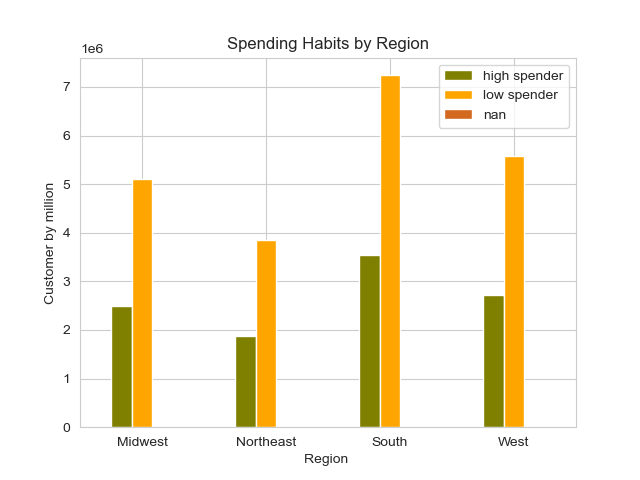 Spending Habits by Region
1e6
high spender
low spender
nan
7
6
5
4
3
2
1
0
Customer by million
Midwest Northeast South West
Region